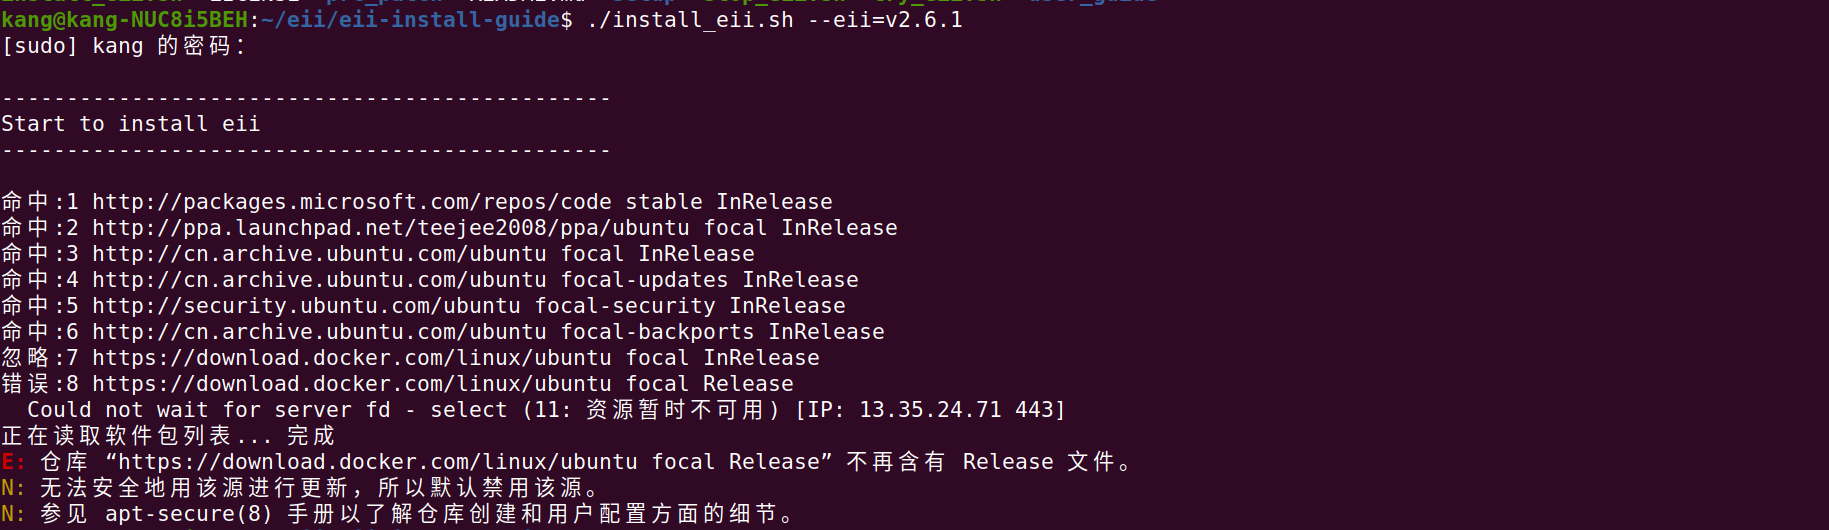 kang@kang-NUC8i5BEH:~/eii/eii-install-guide$ ./install_eii.sh --eii=v2.6.1
[sudo] kang 的密码：
-----------------------------------------------
Start to install eii
-----------------------------------------------
命中:1 http://packages.microsoft.com/repos/code stable InRelease
命中:2 http://ppa.launchpad.net/teejee2008/ppa/ubuntu focal InRelease
命中:3 http://cn.archive.ubuntu.com/ubuntu focal InRelease
命中:4 http://cn.archive.ubuntu.com/ubuntu focal-updates InRelease
命中:5 http://security.ubuntu.com/ubuntu focal-security InRelease
命中:6 http://cn.archive.ubuntu.com/ubuntu focal-backports InRelease
忽略:7 https://download.docker.com/linux/ubuntu focal InRelease
错误:8 https://download.docker.com/linux/ubuntu focal Release
  Could not wait for server fd - select (11: 资源暂时不可用) [IP: 13.35.24.71 443]
正在读取软件包列表... 完成
E: 仓库 “https://download.docker.com/linux/ubuntu focal Release” 不再含有 Release 文件。
N: 无法安全地用该源进行更新，所以默认禁用该源。
N: 参见 apt-secure(8) 手册以了解仓库创建和用户配置方面的细节。